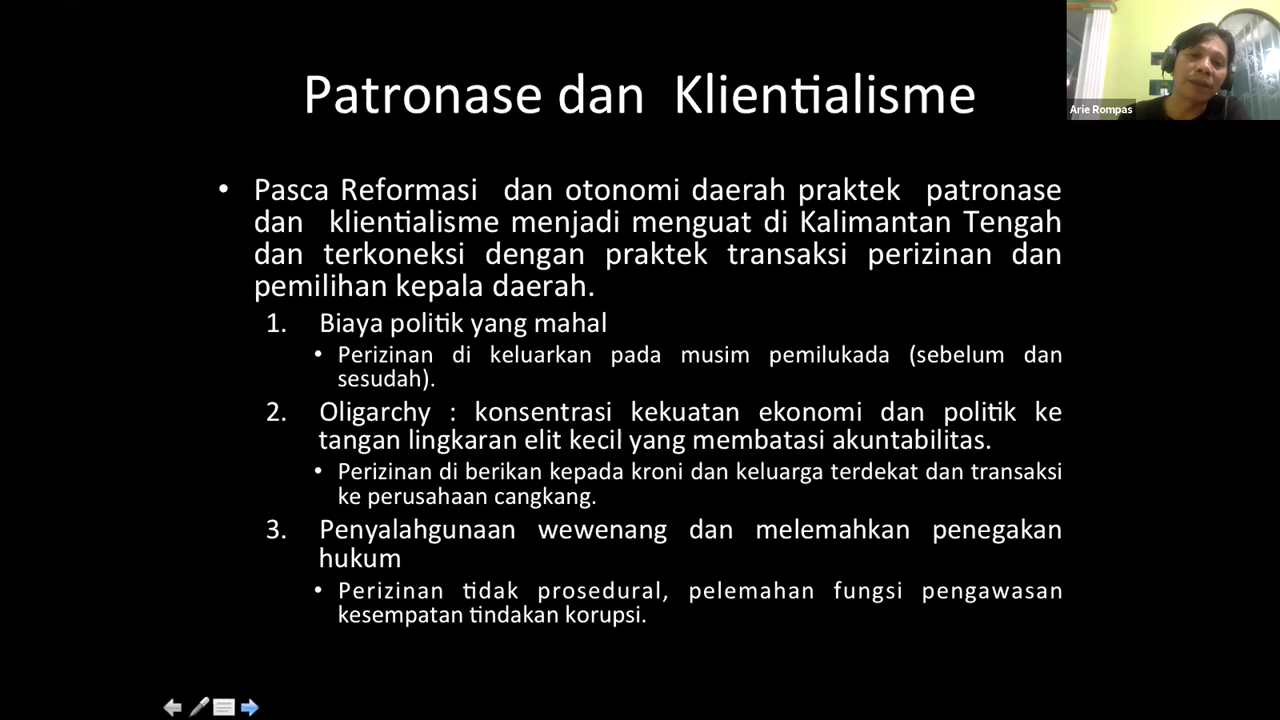 Patronase dan Klientialisme
Arie Rompas
• Pasca Reformasi dan otonomi daerah praktek patronase
dan klientialisme menjadi menguat di Kalimantan Tengah
dan terkoneksi dengan praktek transaksi perizinan dan
pemilihan kepala daerah.
1. Biaya politik yang mahal
• Perizinan di keluarkan pada musim pemilukada (sebelum dan
sesudah).
2. Oligarchy : konsentrasi kekuatan ekonomi dan politik ke
tangan lingkaran elit kecil yang membatasi akuntabilitas.
• Perizinan di berikan kepada kroni dan keluarga terdekat dan transaksi
ke perusahaan cangkang.
3. Penyalahgunaan wewenang dan melemahkan penegakan
hukum
• Perizinan tidak prosedural, pelemahan fungsi pengawasan
kesempatan tindakan korupsi.